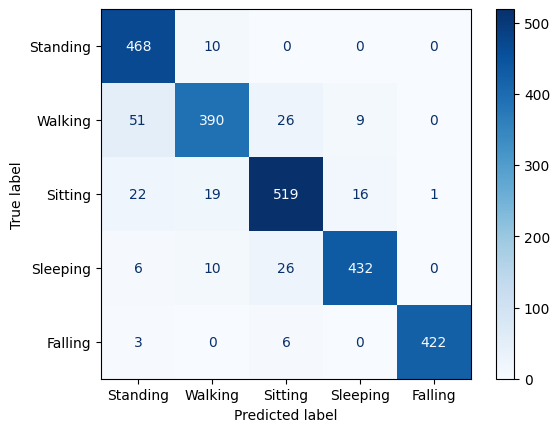 Standing 468 10 0 0 0
Walking 51 390 26 9 0
Sitting 22 19 519 16 1
Sleeping 6 10 26 432 0
Falling 3 0 6 0 422
Standing Walking Sitting Sleeping Falling
Predicted label
True label
500
400
300
200
100
0